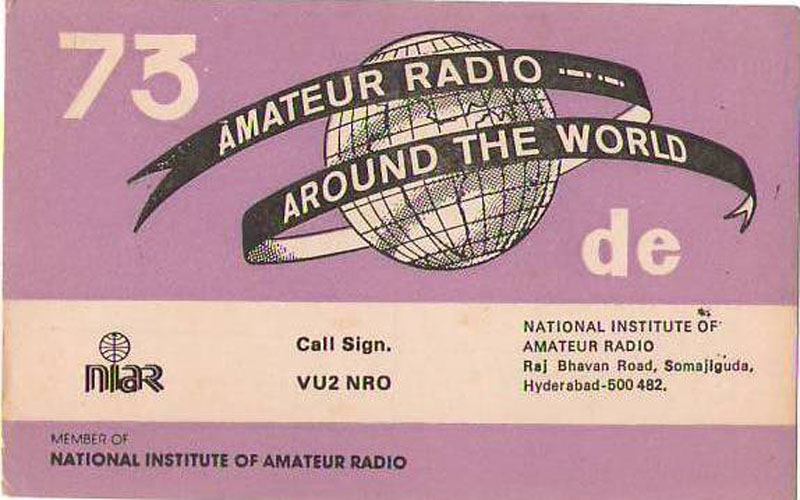 73
AMATEUR RADIO —·—·—·
AROUND THE WORLD
de
niar
Call Sign.
VU2 NRO
NATIONAL INSTITUTE OF
AMATEUR RADIO
Raj Bhavan Road, Somajiguda,
Hyderabad-500 482.
MEMBER OF
NATIONAL INSTITUTE OF AMATEUR RADIO